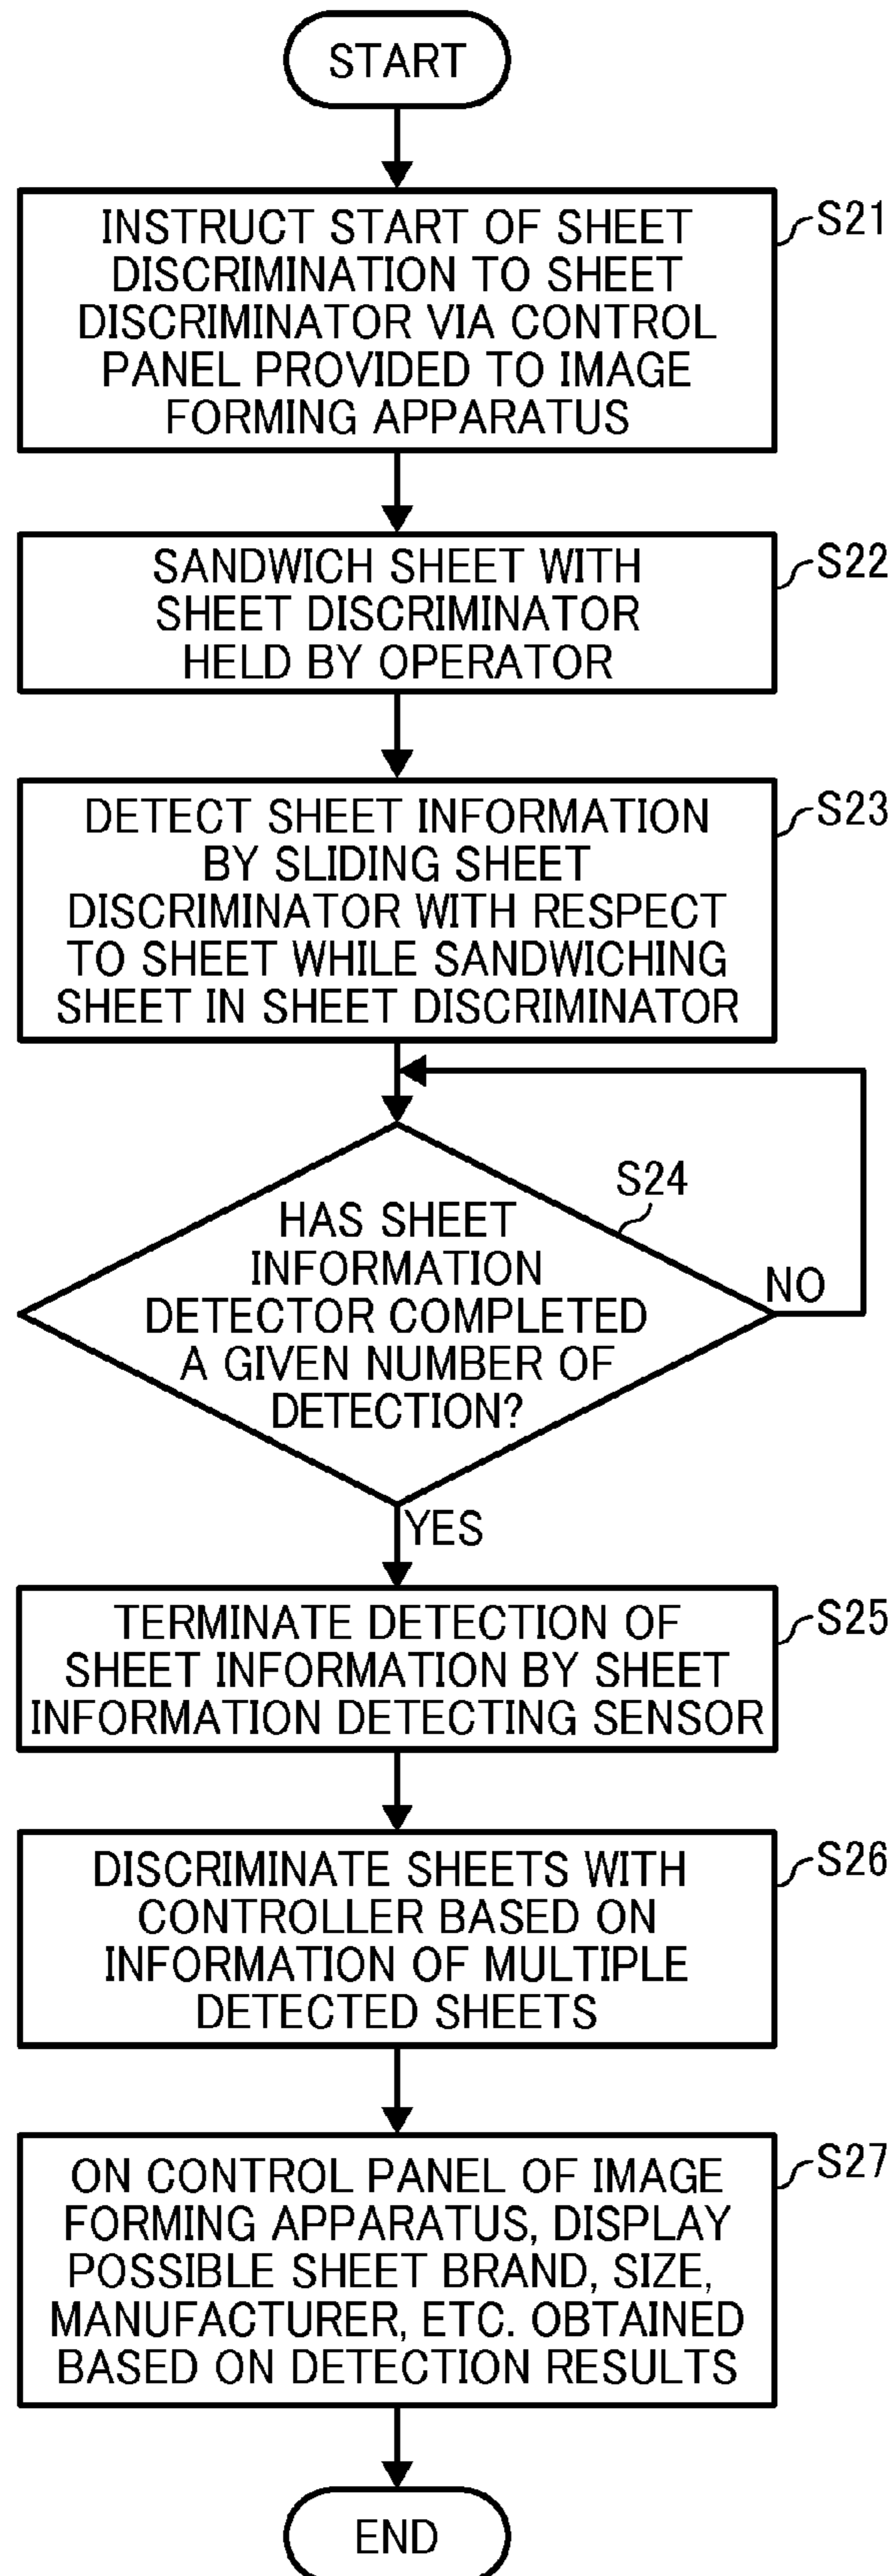 START
INSTRUCT START OF SHEET
DISCRIMINATION TO SHEET
DISCRIMINATOR VIA CONTROL
PANEL PROVIDED TO IMAGE
FORMING APPARATUS
S21
SANDWICH SHEET WITH
SHEET DISCRIMINATOR
HELD BY OPERATOR
S22
DETECT SHEET INFORMATION
BY SLIDING SHEET
DISCRIMINATOR WITH RESPECT
TO SHEET WHILE SANDWICHING
SHEET IN SHEET DISCRIMINATOR
S23
S24
HAS SHEET
INFORMATION
DETECTOR COMPLETED
A GIVEN NUMBER OF
DETECTION?
NO
YES
TERMINATE DETECTION OF
SHEET INFORMATION BY SHEET
INFORMATION DETECTING SENSOR
S25
DISCRIMINATE SHEETS WITH
CONTROLLER BASED ON
INFORMATION OF MULTIPLE
DETECTED SHEETS
S26
ON CONTROL PANEL OF IMAGE
FORMING APPARATUS, DISPLAY
POSSIBLE SHEET BRAND, SIZE,
MANUFACTURER, ETC. OBTAINED
BASED ON DETECTION RESULTS
S27
END